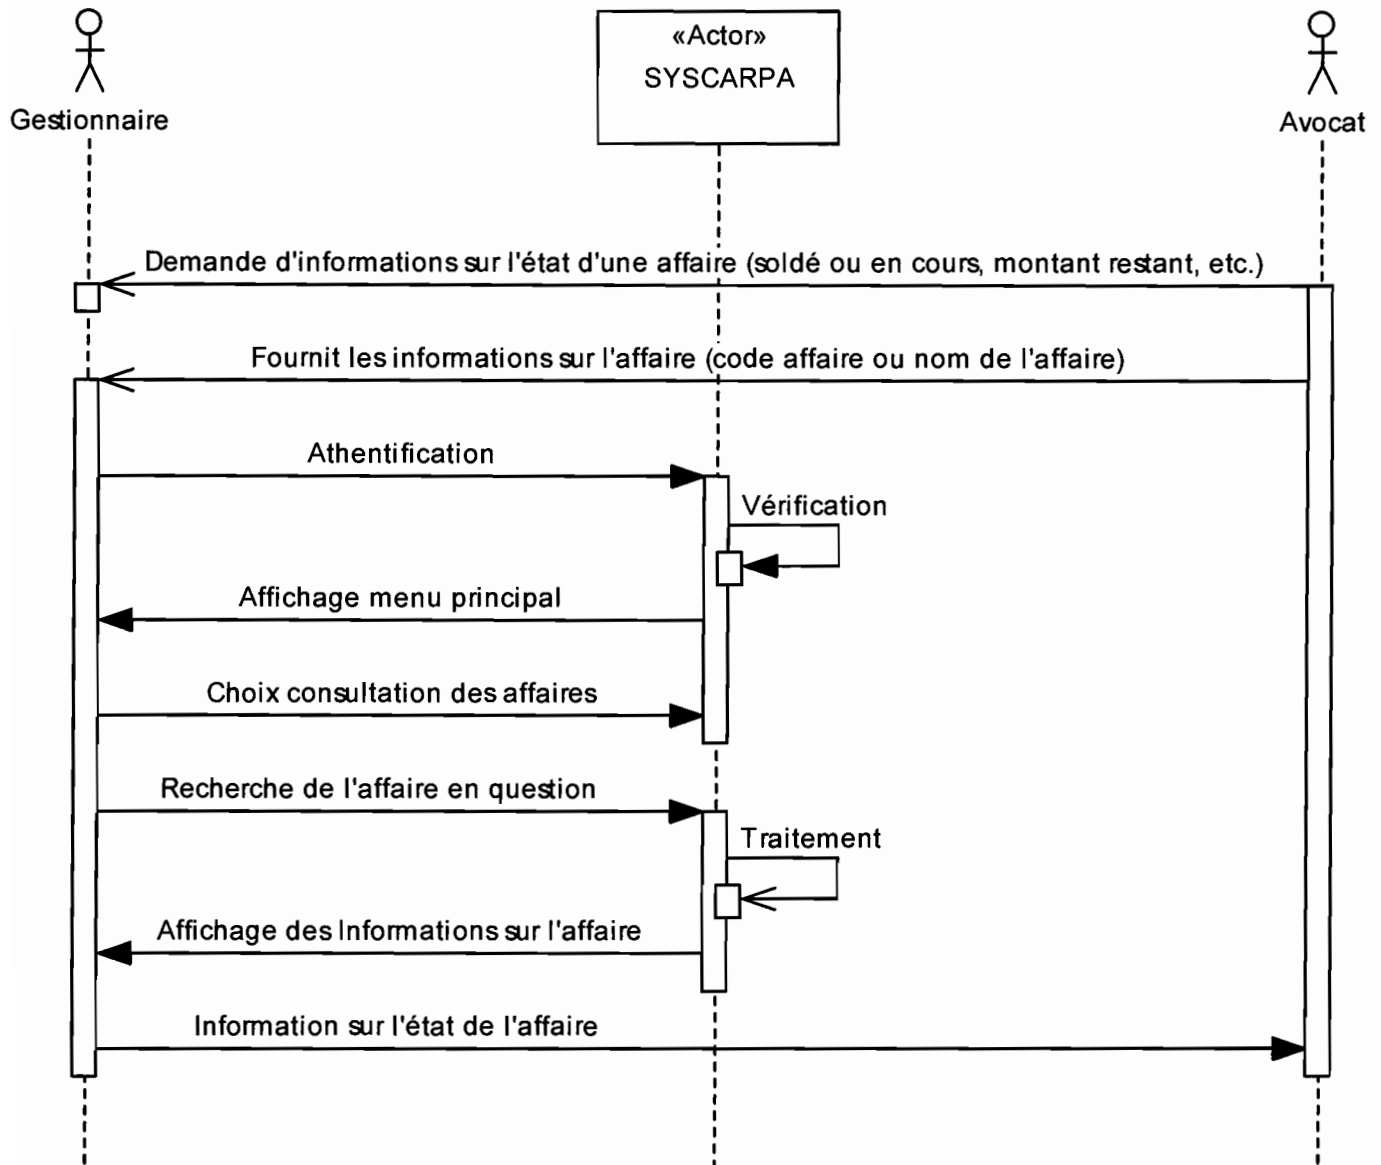 «Actor»
SYSCARPA
Gestionnaire
Avocat
Demande d'informations sur l'état d'une affaire (soldé ou en cours, montant restant, etc.)
Fournit les informations sur l'affaire (code affaire ou nom de l'affaire)
Athentification
Vérification
Affichage menu principal
Choix consultation des affaires
Recherche de l'affaire en question
Traitement
Affichage des Informations sur l'affaire
Information sur l'état de l'affaire